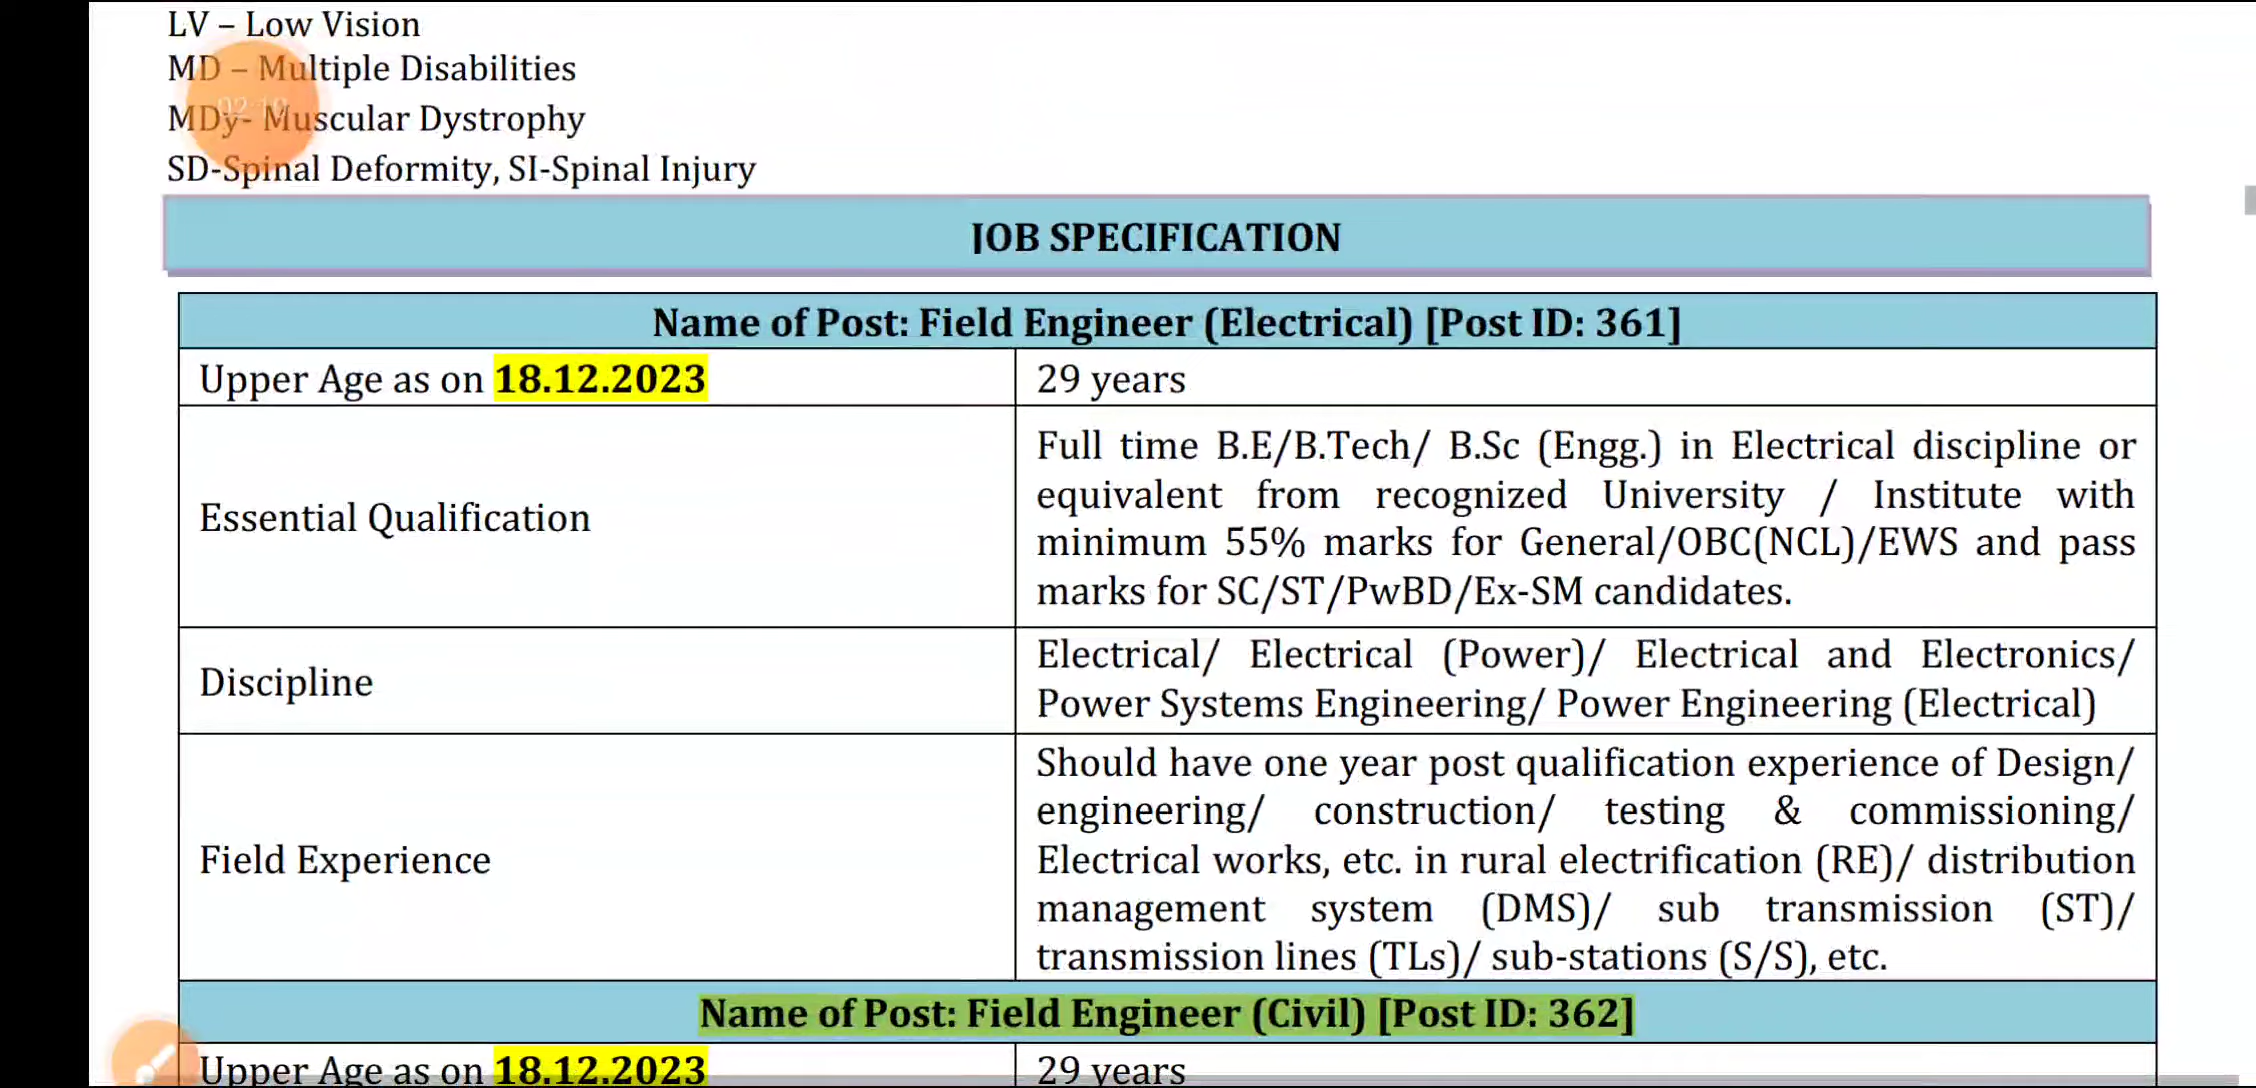 LV – Low Vision
MD – Multiple Disabilities
02:19
MDy- Muscular Dystrophy
SD-Spinal Deformity, SI-Spinal Injury
JOB SPECIFICATION
Name of Post: Field Engineer (Electrical) [Post ID: 361]
Upper Age as on 18.12.2023
29 years
Essential Qualification
Full time B.E/B.Tech/ B.Sc (Engg.) in Electrical discipline or
equivalent from recognized University / Institute with
minimum 55% marks for General/OBC(NCL)/EWS and pass
marks for SC/ST/PwBD/Ex-SM candidates.
Discipline
Electrical/ Electrical (Power)/ Electrical and Electronics/
Power Systems Engineering/ Power Engineering (Electrical)
Field Experience
Should have one year post qualification experience of Design/
engineering/ construction/ testing & commissioning/
Electrical works, etc. in rural electrification (RE)/ distribution
management system (DMS)/ sub transmission (ST)/
transmission lines (TLs)/ sub-stations (S/S), etc.
Name of Post: Field Engineer (Civil) [Post ID: 362]
Upper Age as on 18.12.2023
29 years